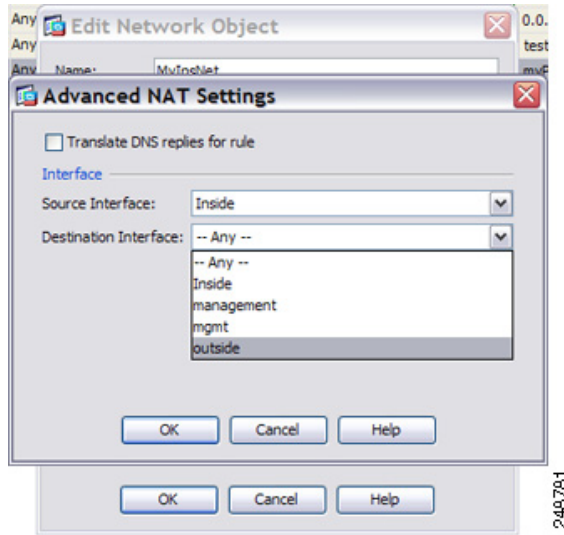 Any
Edit Network Object
0.0.
Any
test
Any
Name: MyInsNet
Advanced NAT Settings
Translate DNS replies for rule
Interface
Source Interface: Inside
Destination Interface: -- Any --
-- Any --
Inside
management
mgmt
outside
OK Cancel Help
OK Cancel Help
248781